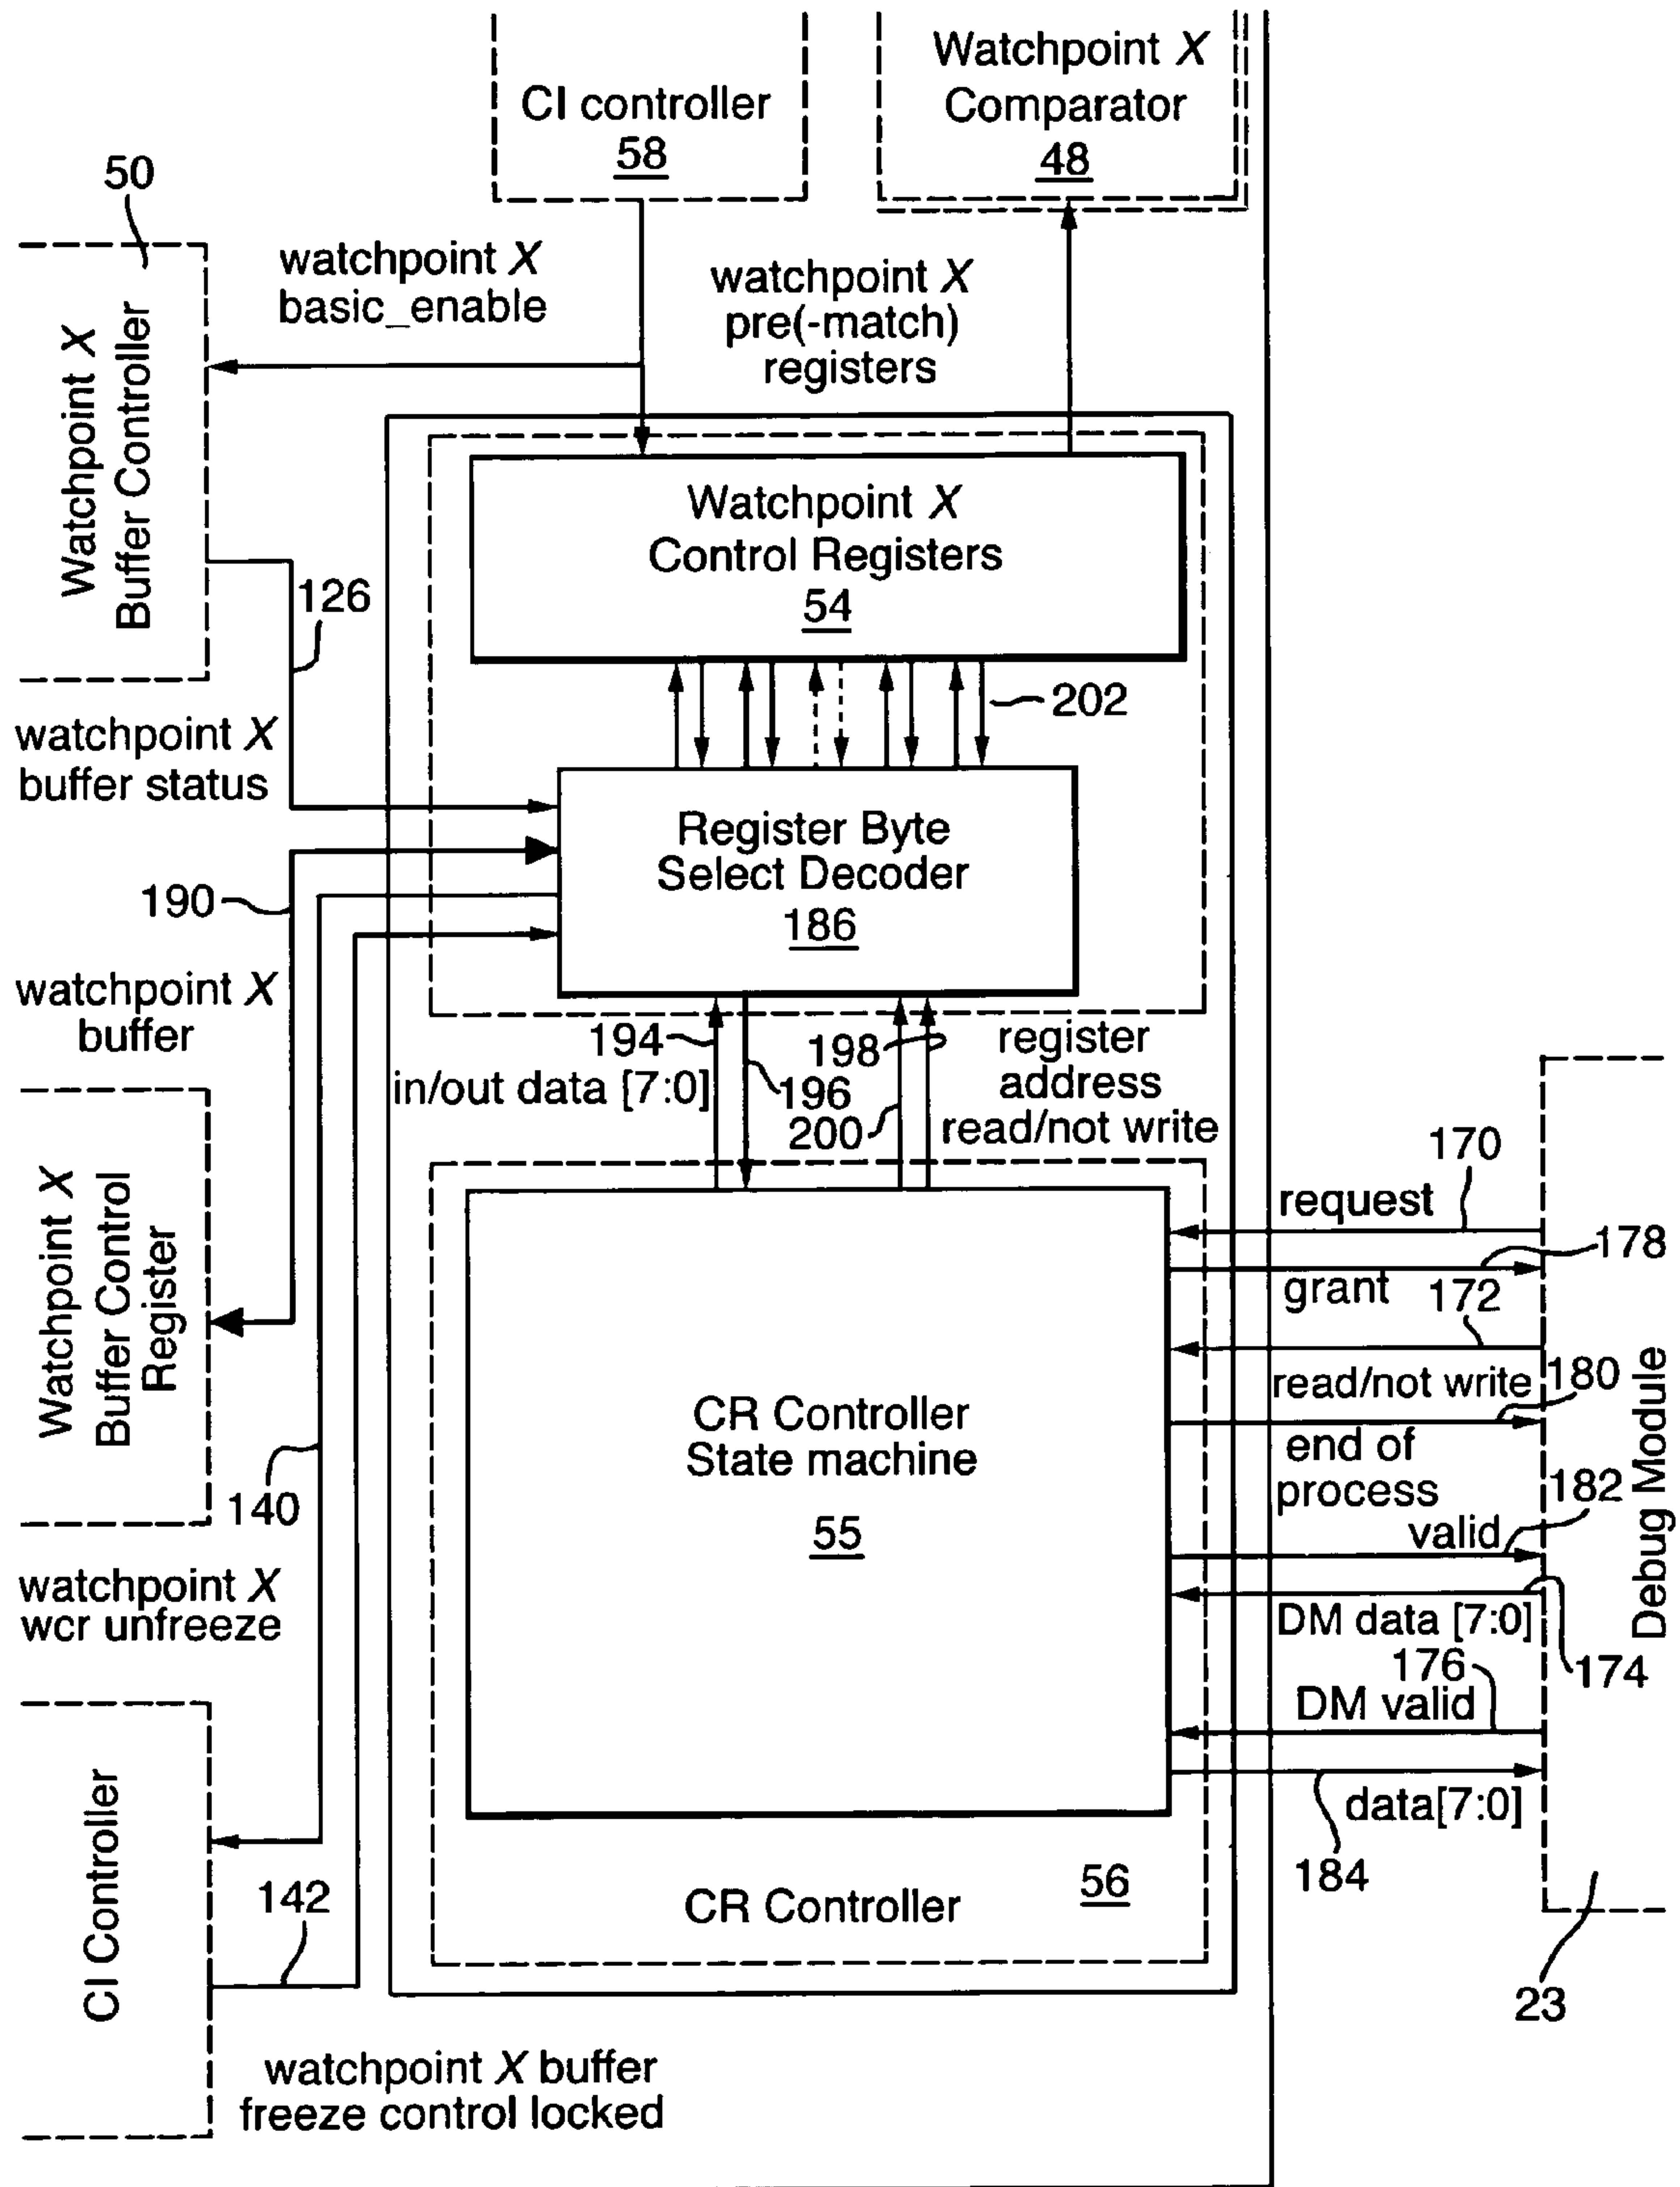 CI controller
58
Watchpoint X
Comparator
48
50
Watchpoint X
Buffer Controller
watchpoint X
basic_enable
watchpoint X
pre(-match)
registers
Watchpoint X
Control Registers
54
126
202
watchpoint X
buffer status
Register Byte
Select Decoder
186
190
watchpoint X
buffer
194
in/out data [7:0]
196
198
200
register
address
read/not write
Watchpoint X
Buffer Control
Register
140
CR Controller
State machine
55
request
170
178
grant
172
read/not write
180
end of
process
182
valid
DM data [7:0]
174
176
DM valid
data[7:0]
184
Debug Module
23
watchpoint X
wcr unfreeze
CI Controller
142
CR Controller
56
watchpoint X buffer
freeze control locked